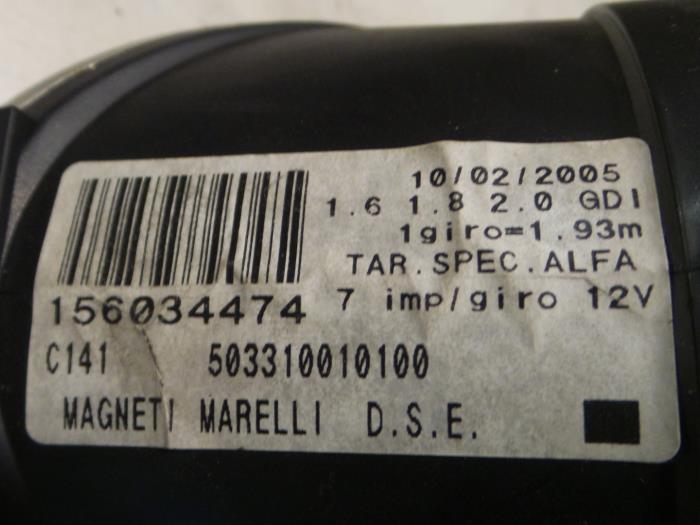 10/02/2005
1.6 1.8 2.0 GDI
1giro=1.93m
TAR.SPEC.ALFA
156034474 7 imp/giro 12V
C141 503310010100
MAGNETI MARELLI D.S.E.